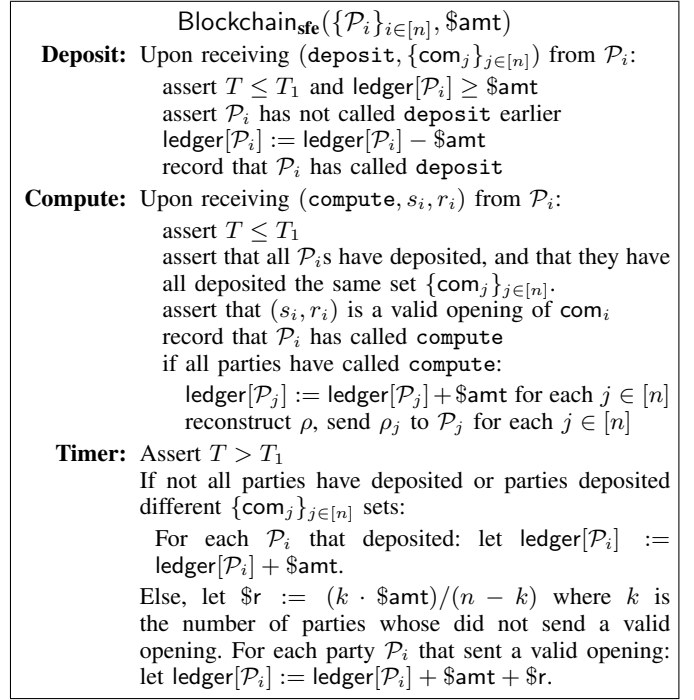 Blockchain_sfe({𝒫_i}_{i∈[n]}, $amt)
Deposit: Upon receiving (deposit, {com_j}_{j∈[n]}) from 𝒫_i:
assert T ≤ T_1 and ledger[𝒫_i] ≥ $amt
assert 𝒫_i has not called deposit earlier
ledger[𝒫_i] := ledger[𝒫_i] − $amt
record that 𝒫_i has called deposit
Compute: Upon receiving (compute, s_i, r_i) from 𝒫_i:
assert T ≤ T_1
assert that all 𝒫_is have deposited, and that they have
all deposited the same set {com_j}_{j∈[n]}.
assert that (s_i, r_i) is a valid opening of com_i
record that 𝒫_i has called compute
if all parties have called compute:
ledger[𝒫_j] := ledger[𝒫_j] + $amt for each j ∈ [n]
reconstruct ρ, send ρ_j to 𝒫_j for each j ∈ [n]
Timer: Assert T > T_1
If not all parties have deposited or parties deposited
different {com_j}_{j∈[n]} sets:
For each 𝒫_i that deposited: let ledger[𝒫_i] :=
ledger[𝒫_i] + $amt.
Else, let $r := (k · $amt)/(n − k) where k is
the number of parties whose did not send a valid
opening. For each party 𝒫_i that sent a valid opening:
let ledger[𝒫_i] := ledger[𝒫_i] + $amt + $r.